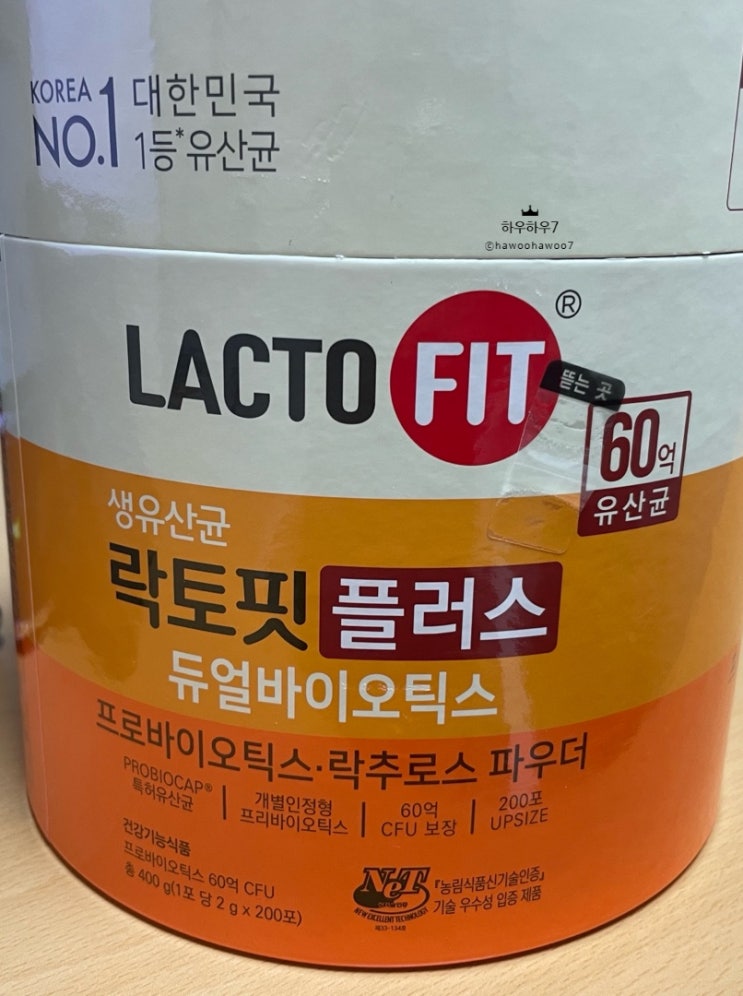 KOREA NO.1
대한민국
1등*유산균
하우하우7
©hawoohawoo7
LACTO FIT®
뜯는 곳
60억
유산균
생유산균
락토핏 플러스
듀얼바이오틱스
프로바이오틱스·락추로스 파우더
PROBIOCAP®
특허유산균
개별인정형
프리바이오틱스
60억
CFU 보장
200포
UPSIZE
건강기능식품
프로바이오틱스 60억 CFU
총 400 g(1포 당 2 g x 200포)
NeT
NEW EXCELLENT TECHNOLOGY
제33-134호
『농림식품신기술인증』
기술 우수성 입증 제품